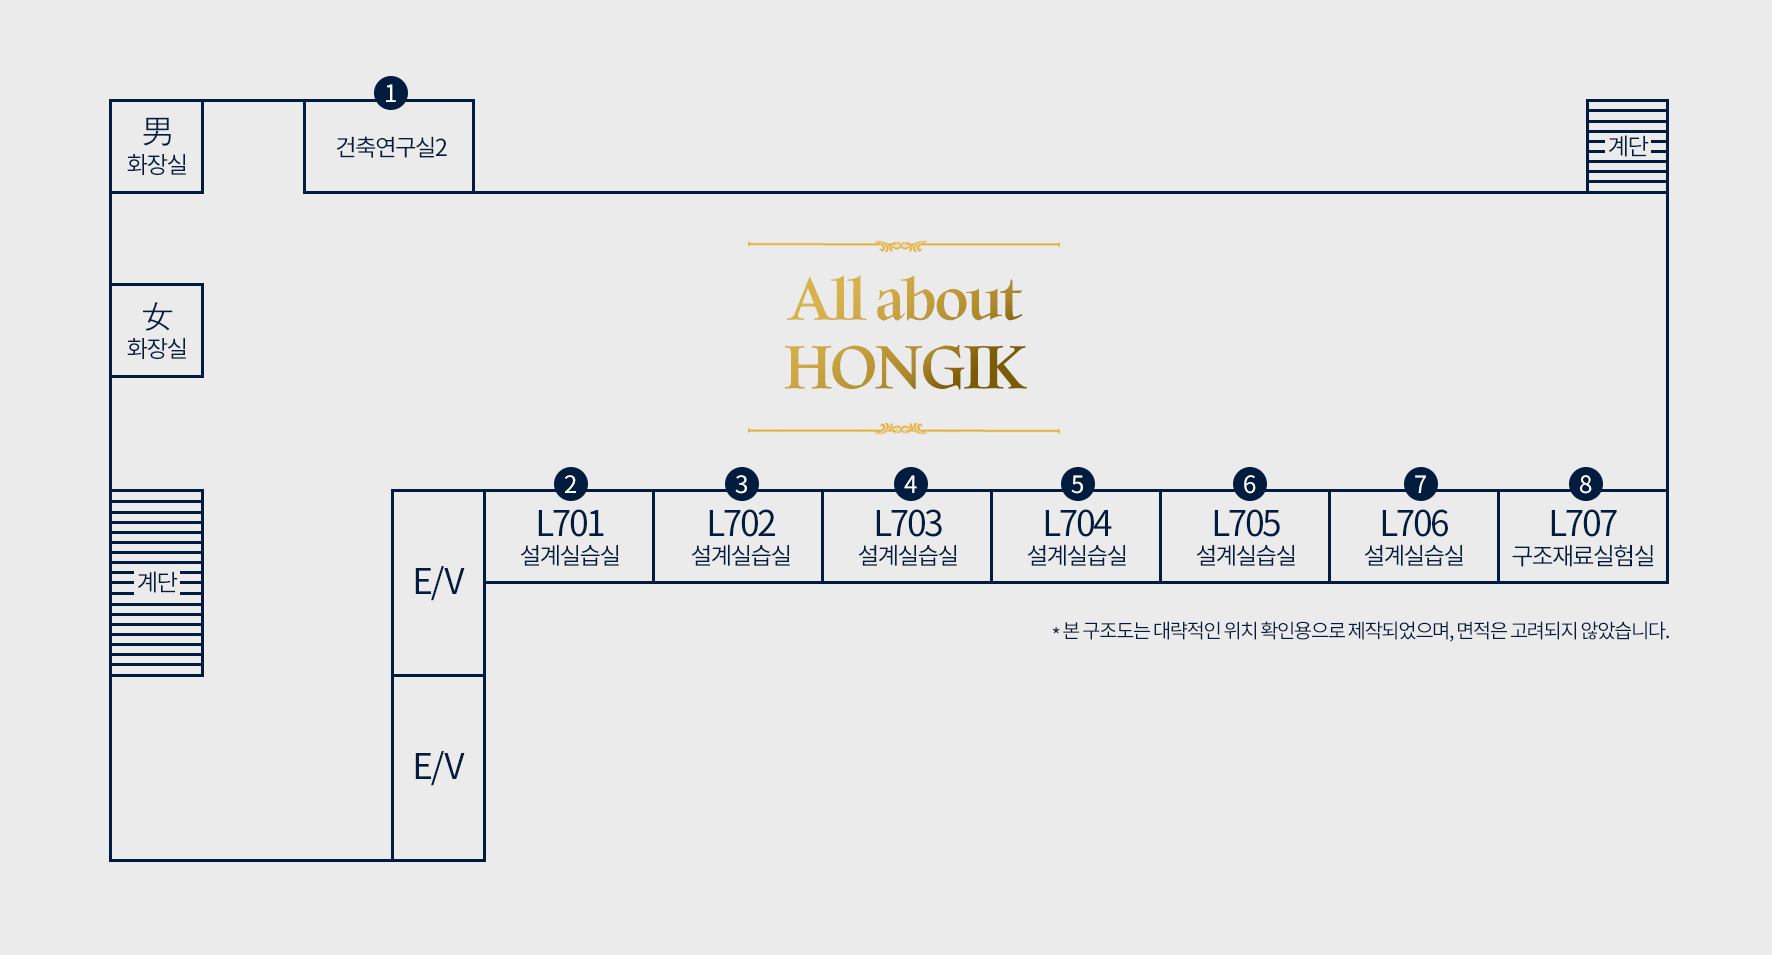 1
男
화장실
건축연구실2
계단
All about
HONGIK
女
화장실
2
3
4
5
6
7
8
L701
설계실습실
L702
설계실습실
L703
설계실습실
L704
설계실습실
L705
설계실습실
L706
설계실습실
L707
구조재료실험실
계단
E/V
* 본 구조도는 대략적인 위치 확인용으로 제작되었으며, 면적은 고려되지 않았습니다.
E/V